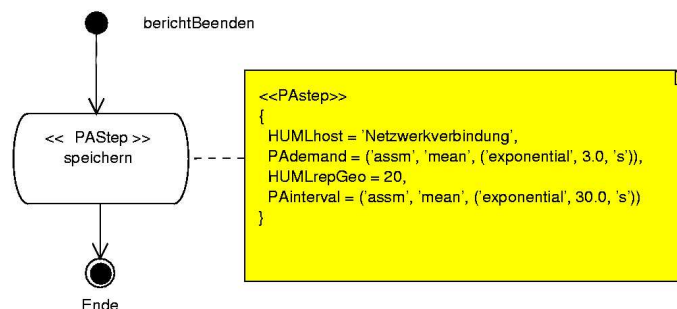 berichtBeenden
<< PAStep >>
speichern
<<PAstep>>
{
HUMLhost = 'Netzwerkverbindung',
PAdemand = ('assm', 'mean', ('exponential', 3.0, 's')),
HUMLrepGeo = 20,
PAinterval = ('assm', 'mean', ('exponential', 30.0, 's'))
}
Ende